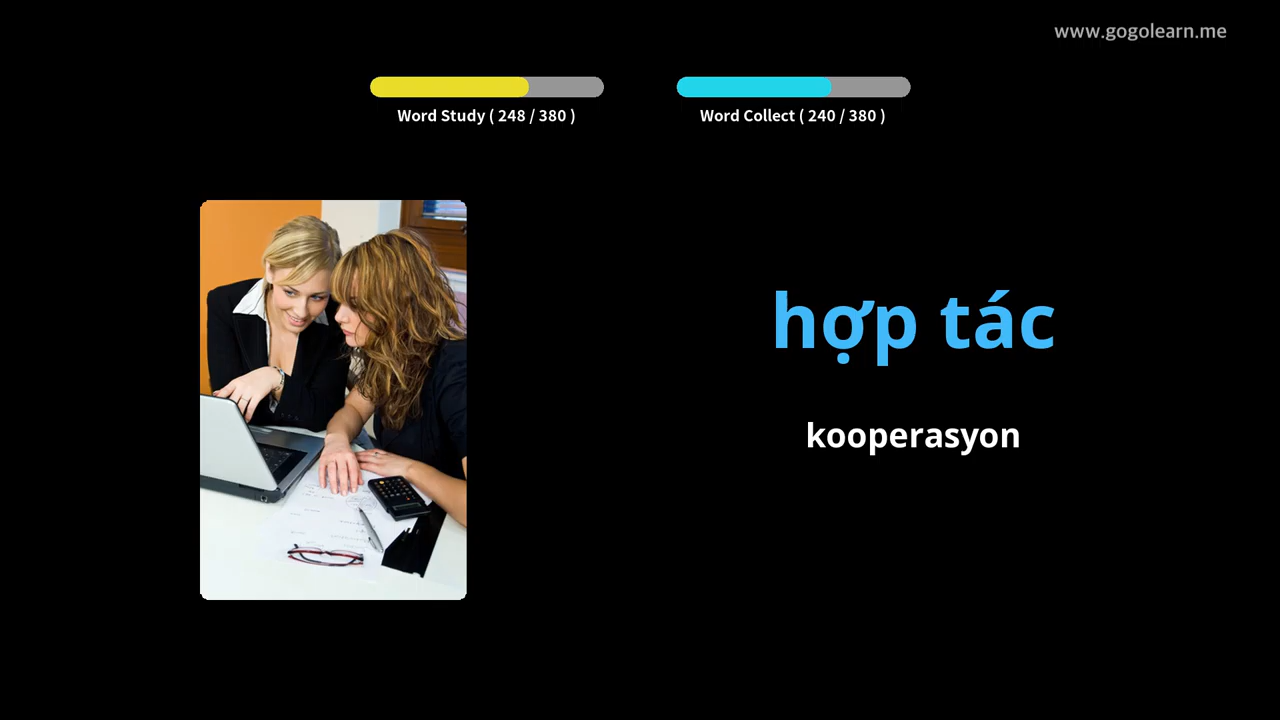 www.gogolearn.me
Word Study ( 248 / 380 )
Word Collect ( 240 / 380 )
hợp tác
kooperasyon